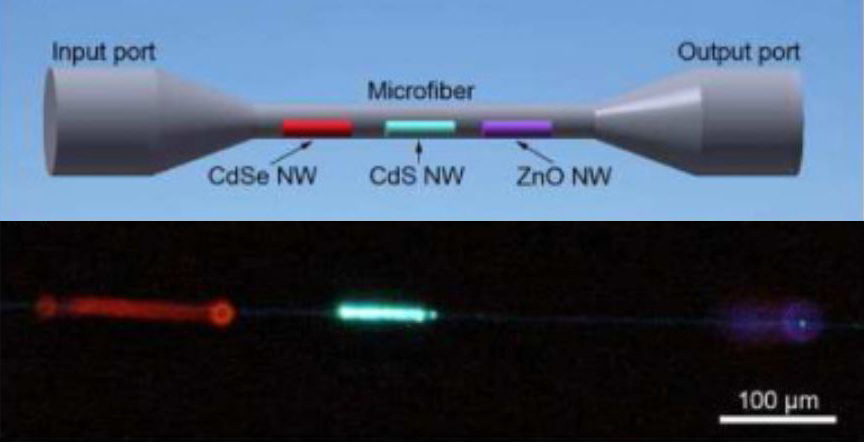 Input port
Output port
Microfiber
CdSe NW
CdS NW
ZnO NW
100 µm